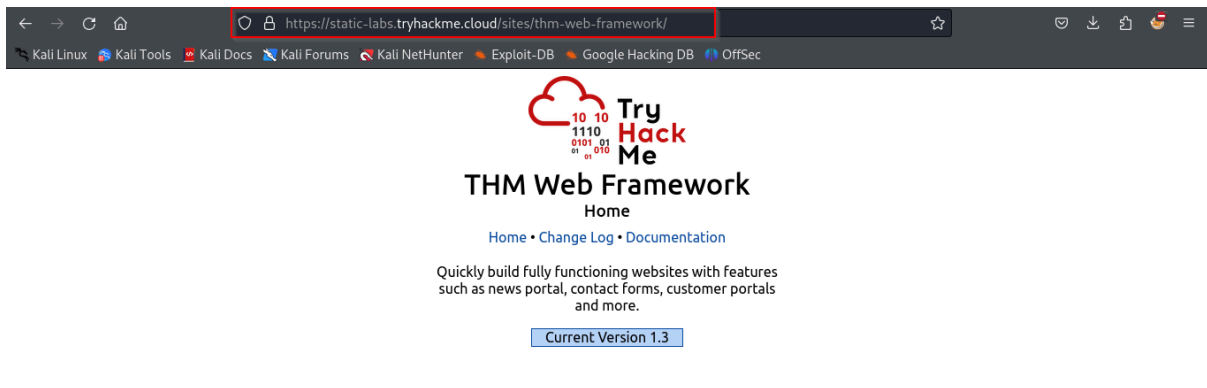 https://static-labs.tryhackme.cloud/sites/thm-web-framework/
Kali Linux Kali Tools Kali Docs Kali Forums Kali NetHunter Exploit-DB Google Hacking DB OffSec
10 10
1110
0101 01
01 010
01
Try
Hack
Me
THM Web Framework
Home
Home • Change Log • Documentation
Quickly build fully functioning websites with features
such as news portal, contact forms, customer portals
and more.
Current Version 1.3